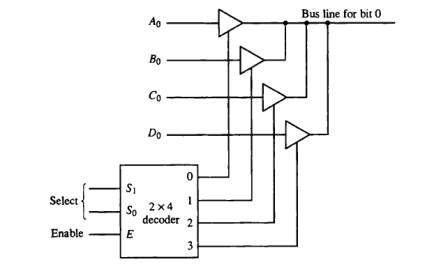 A₀ Bus line for bit 0
B₀
C₀
D₀
0
S₁
1
Select S₀ 2 × 4
decoder 2
Enable E
3